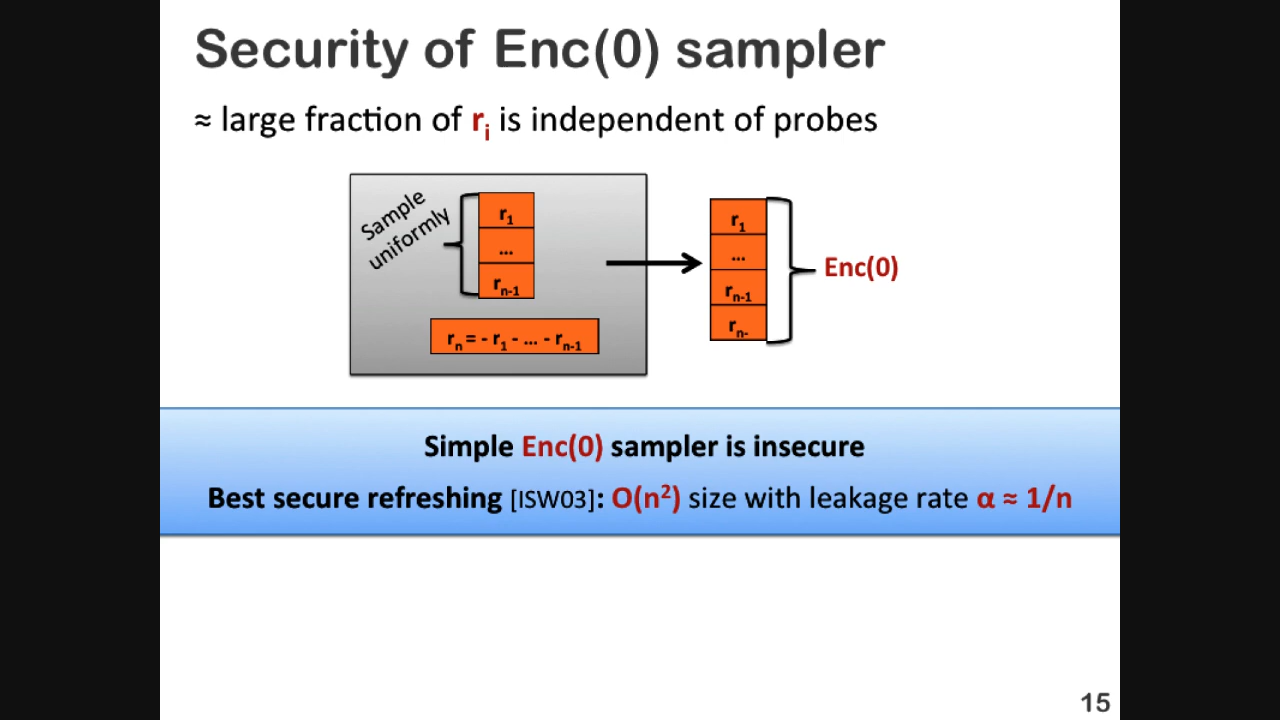 Security of Enc(0) sampler
≈ large fraction of rᵢ is independent of probes
Sample
uniformly
r₁
...
rₙ₋₁
rₙ = - r₁ - ... - rₙ₋₁
r₁
...
rₙ₋₁
rₙ₋
Enc(0)
Simple Enc(0) sampler is insecure
Best secure refreshing [ISW03]: O(n²) size with leakage rate α ≈ 1/n
15